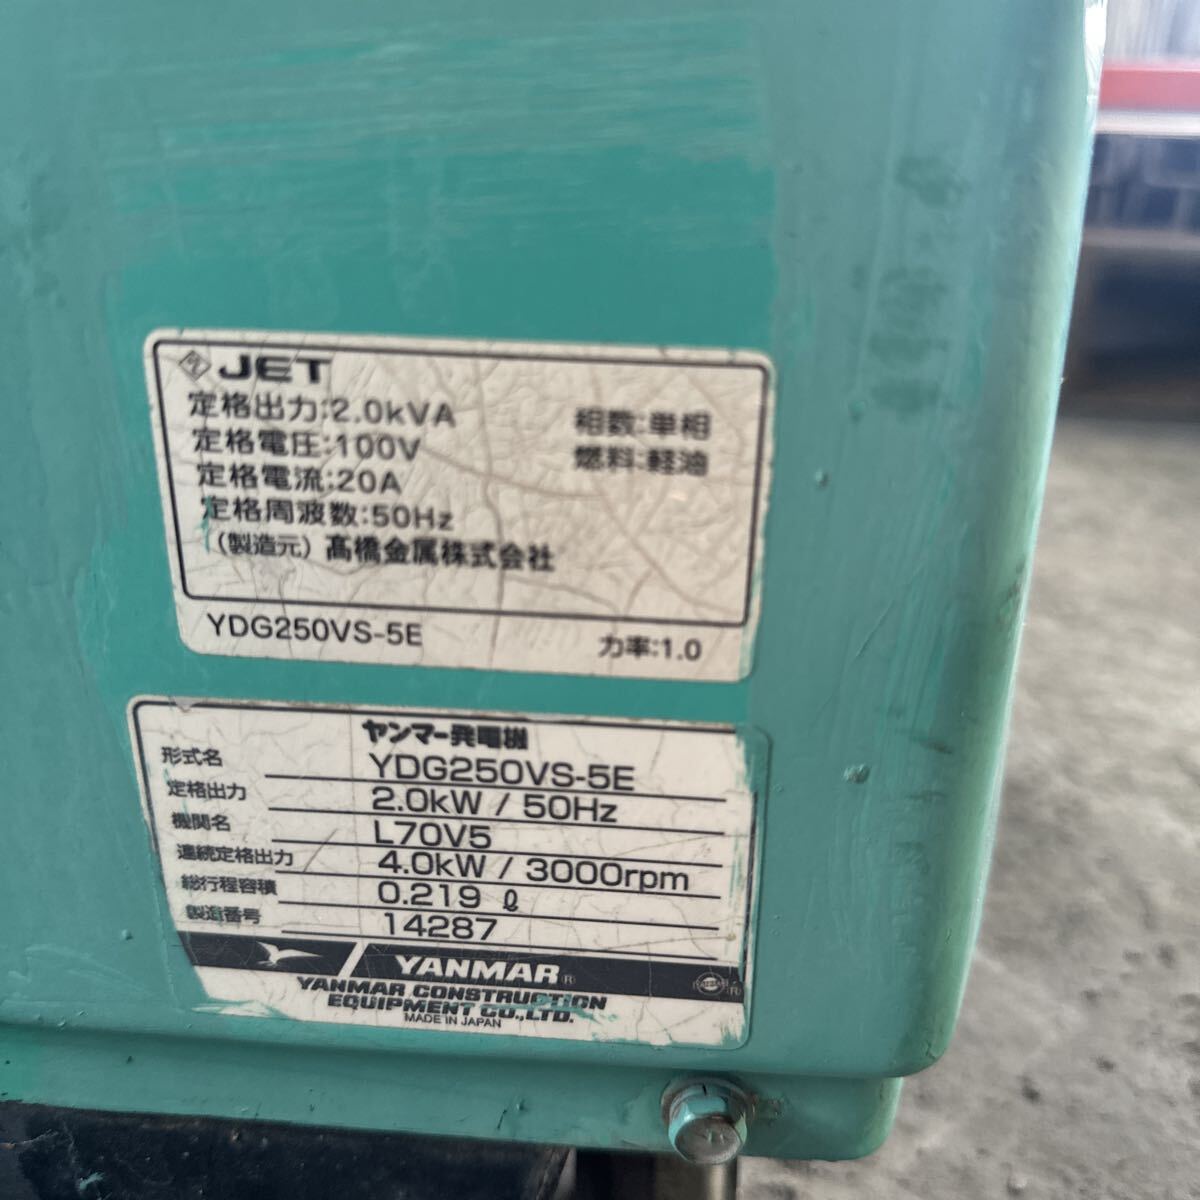 JET
定格出力:2.0kVA 相数:単相
定格電圧:100V 燃料:軽油
定格電流:20A
定格周波数:50Hz
(製造元) 髙橋金属株式会社
YDG250VS-5E 力率:1.0
ヤンマー発電機
形式名 YDG250VS-5E
定格出力 2.0kW / 50Hz
機関名 L70V5
連続定格出力 4.0kW / 3000rpm
総行程容積 0.219 ℓ
製造番号 14287
YANMAR ®
YANMAR CONSTRUCTION
EQUIPMENT CO.,LTD.
MADE IN JAPAN